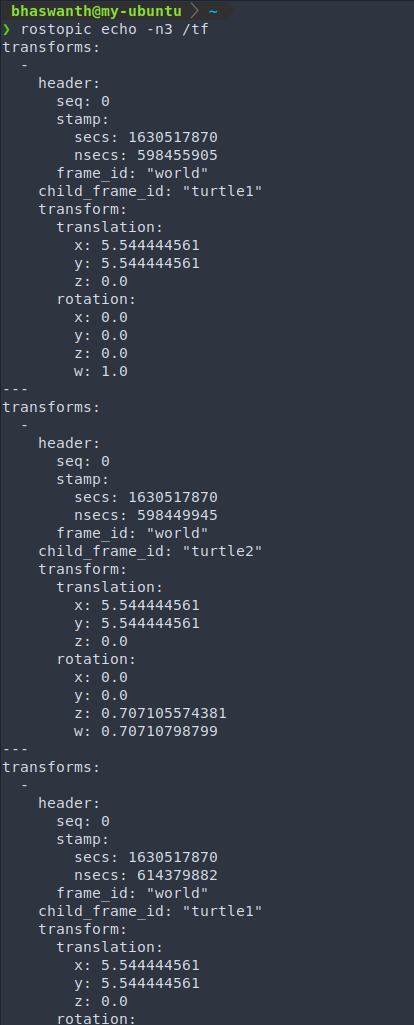 bhaswanth@my-ubuntu ~
❯ rostopic echo -n3 /tf
transforms:
  -
    header:
      seq: 0
      stamp:
        secs: 1630517870
        nsecs: 598455905
      frame_id: "world"
    child_frame_id: "turtle1"
    transform:
      translation:
        x: 5.544444561
        y: 5.544444561
        z: 0.0
      rotation:
        x: 0.0
        y: 0.0
        z: 0.0
        w: 1.0
---
transforms:
  -
    header:
      seq: 0
      stamp:
        secs: 1630517870
        nsecs: 598449945
      frame_id: "world"
    child_frame_id: "turtle2"
    transform:
      translation:
        x: 5.544444561
        y: 5.544444561
        z: 0.0
      rotation:
        x: 0.0
        y: 0.0
        z: 0.707105574381
        w: 0.70710798799
---
transforms:
  -
    header:
      seq: 0
      stamp:
        secs: 1630517870
        nsecs: 614379882
      frame_id: "world"
    child_frame_id: "turtle1"
    transform:
      translation:
        x: 5.544444561
        y: 5.544444561
        z: 0.0
      rotation: